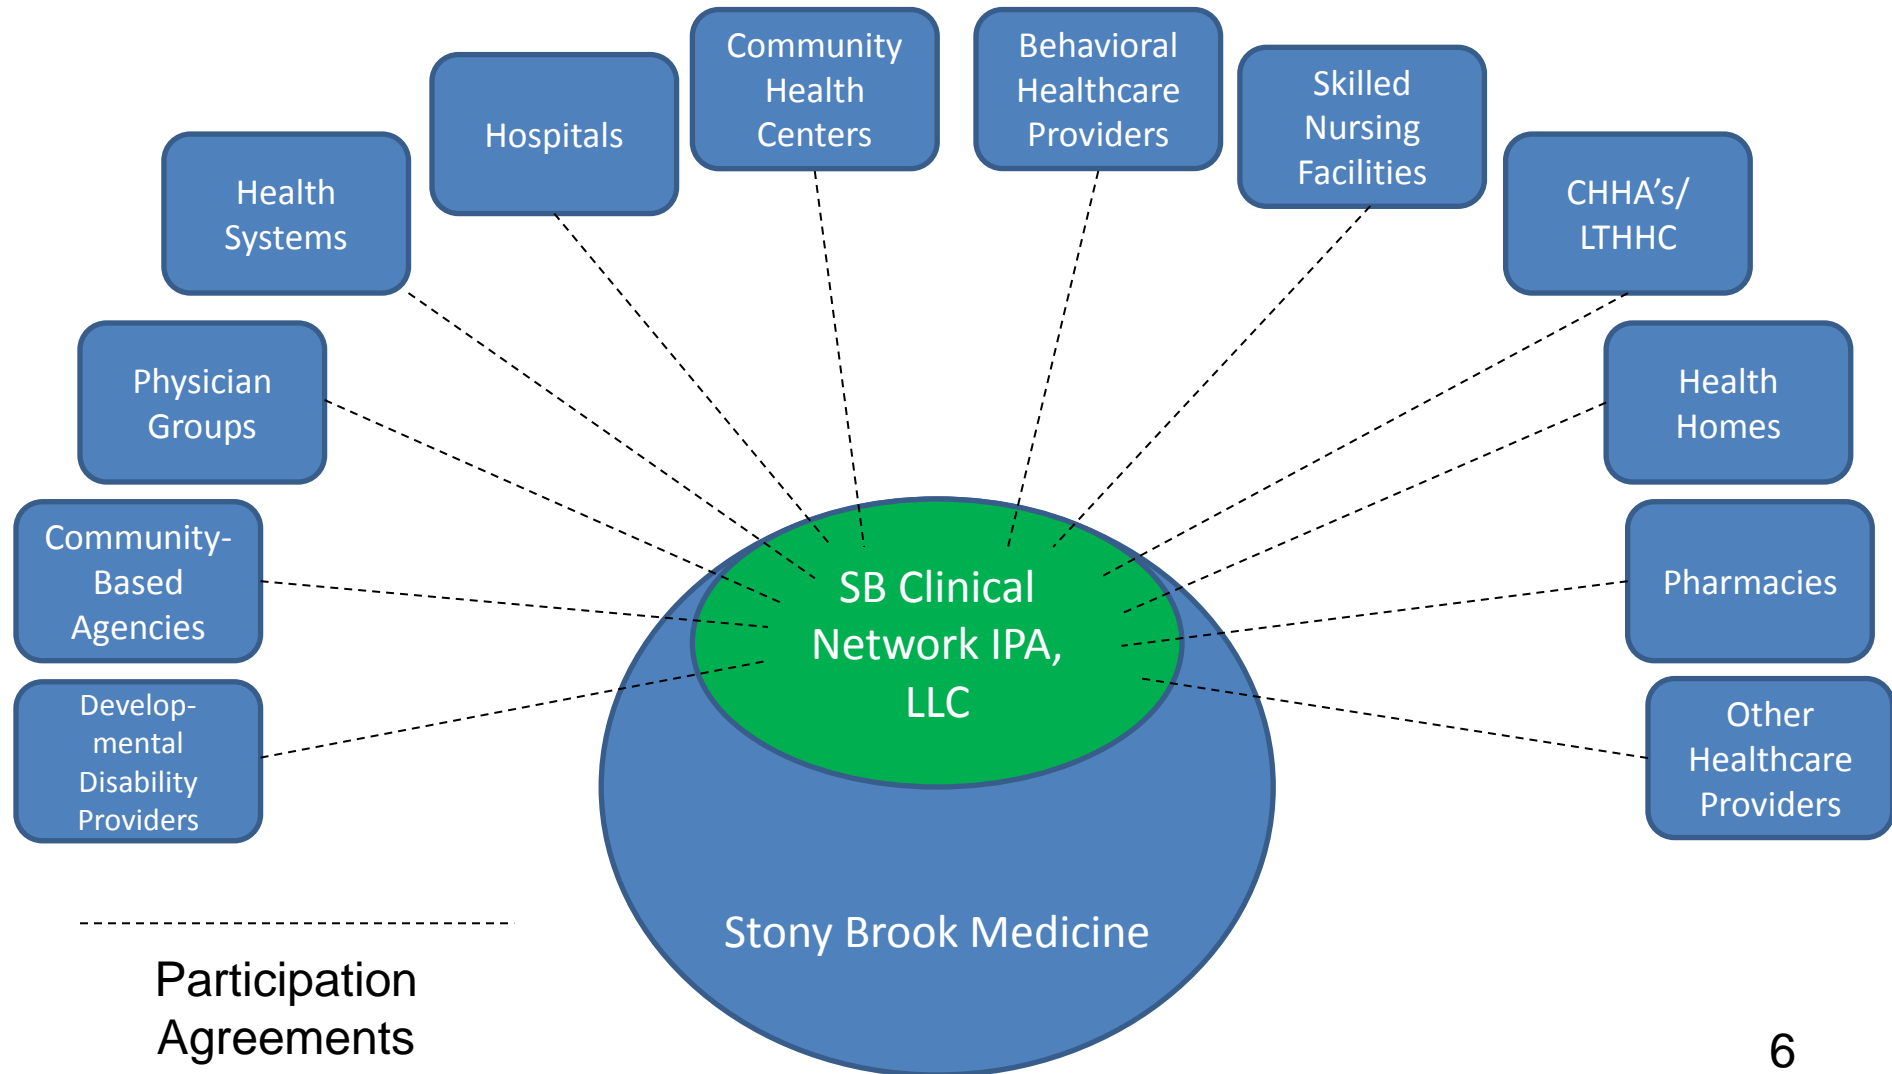 Community
Health
Centers
Behavioral
Healthcare
Providers
Skilled
Nursing
Facilities
Hospitals
Health
Systems
CHHA’s/
LTHHC
Physician
Groups
Health
Homes
Community-
Based
Agencies
Pharmacies
SB Clinical
Network IPA,
LLC
Develop-
mental
Disability
Providers
Other
Healthcare
Providers
Stony Brook Medicine
Participation
Agreements
6